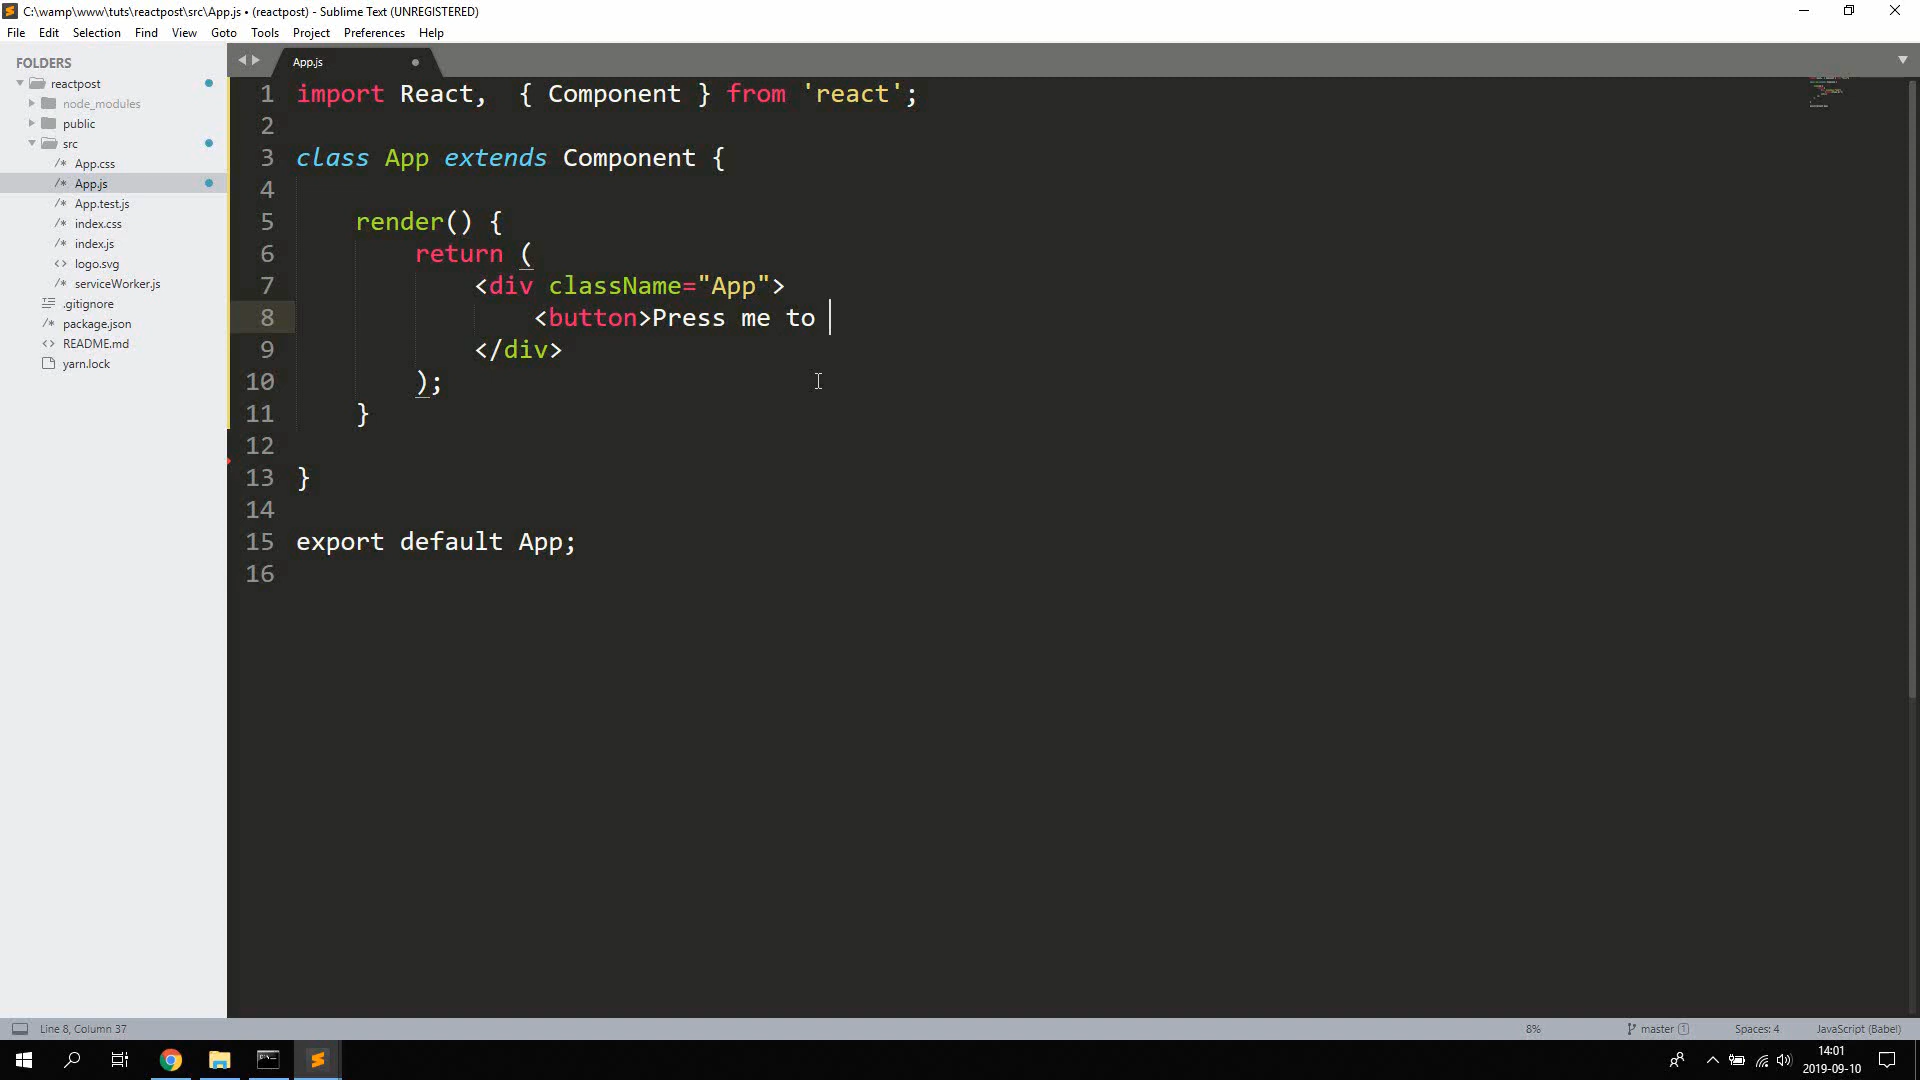 C:\wamp\www\tuts\reactpost\src\App.js • (reactpost) - Sublime Text (UNREGISTERED)
File Edit Selection Find View Goto Tools Project Preferences Help
FOLDERS
reactpost
node_modules
public
src
/* App.css
/* App.js
/* App.test.js
/* index.css
/* index.js
<> logo.svg
/* serviceWorker.js
.gitignore
/* package.json
<> README.md
yarn.lock
App.js
1 import React,  { Component } from 'react';
2
3 class App extends Component {
4
5     render() {
6         return (
7             <div className="App">
8                 <button>Press me to
9             </div>
10         );
11     }
12
13 }
14
15 export default App;
16
Line 8, Column 37
8%
master 1
Spaces: 4
JavaScript (Babel)
14:01
2019-09-10